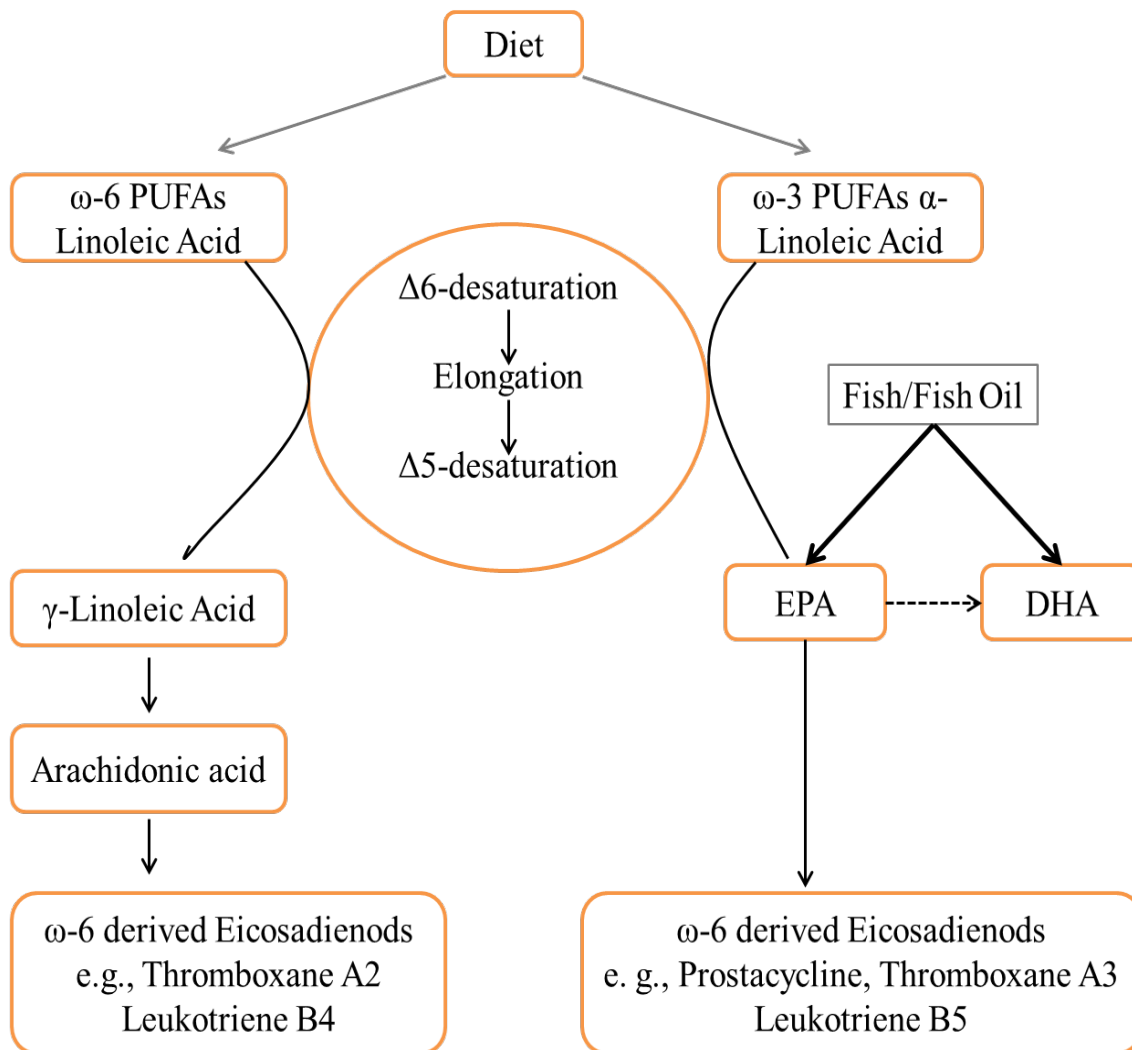 Diet
ω-6 PUFAs
Linoleic Acid
ω-3 PUFAs α-
Linoleic Acid
Δ6-desaturation
Elongation
Δ5-desaturation
Fish/Fish Oil
γ-Linoleic Acid
EPA
DHA
Arachidonic acid
ω-6 derived Eicosadienods
e.g., Thromboxane A2
Leukotriene B4
ω-6 derived Eicosadienods
e. g., Prostacycline, Thromboxane A3
Leukotriene B5